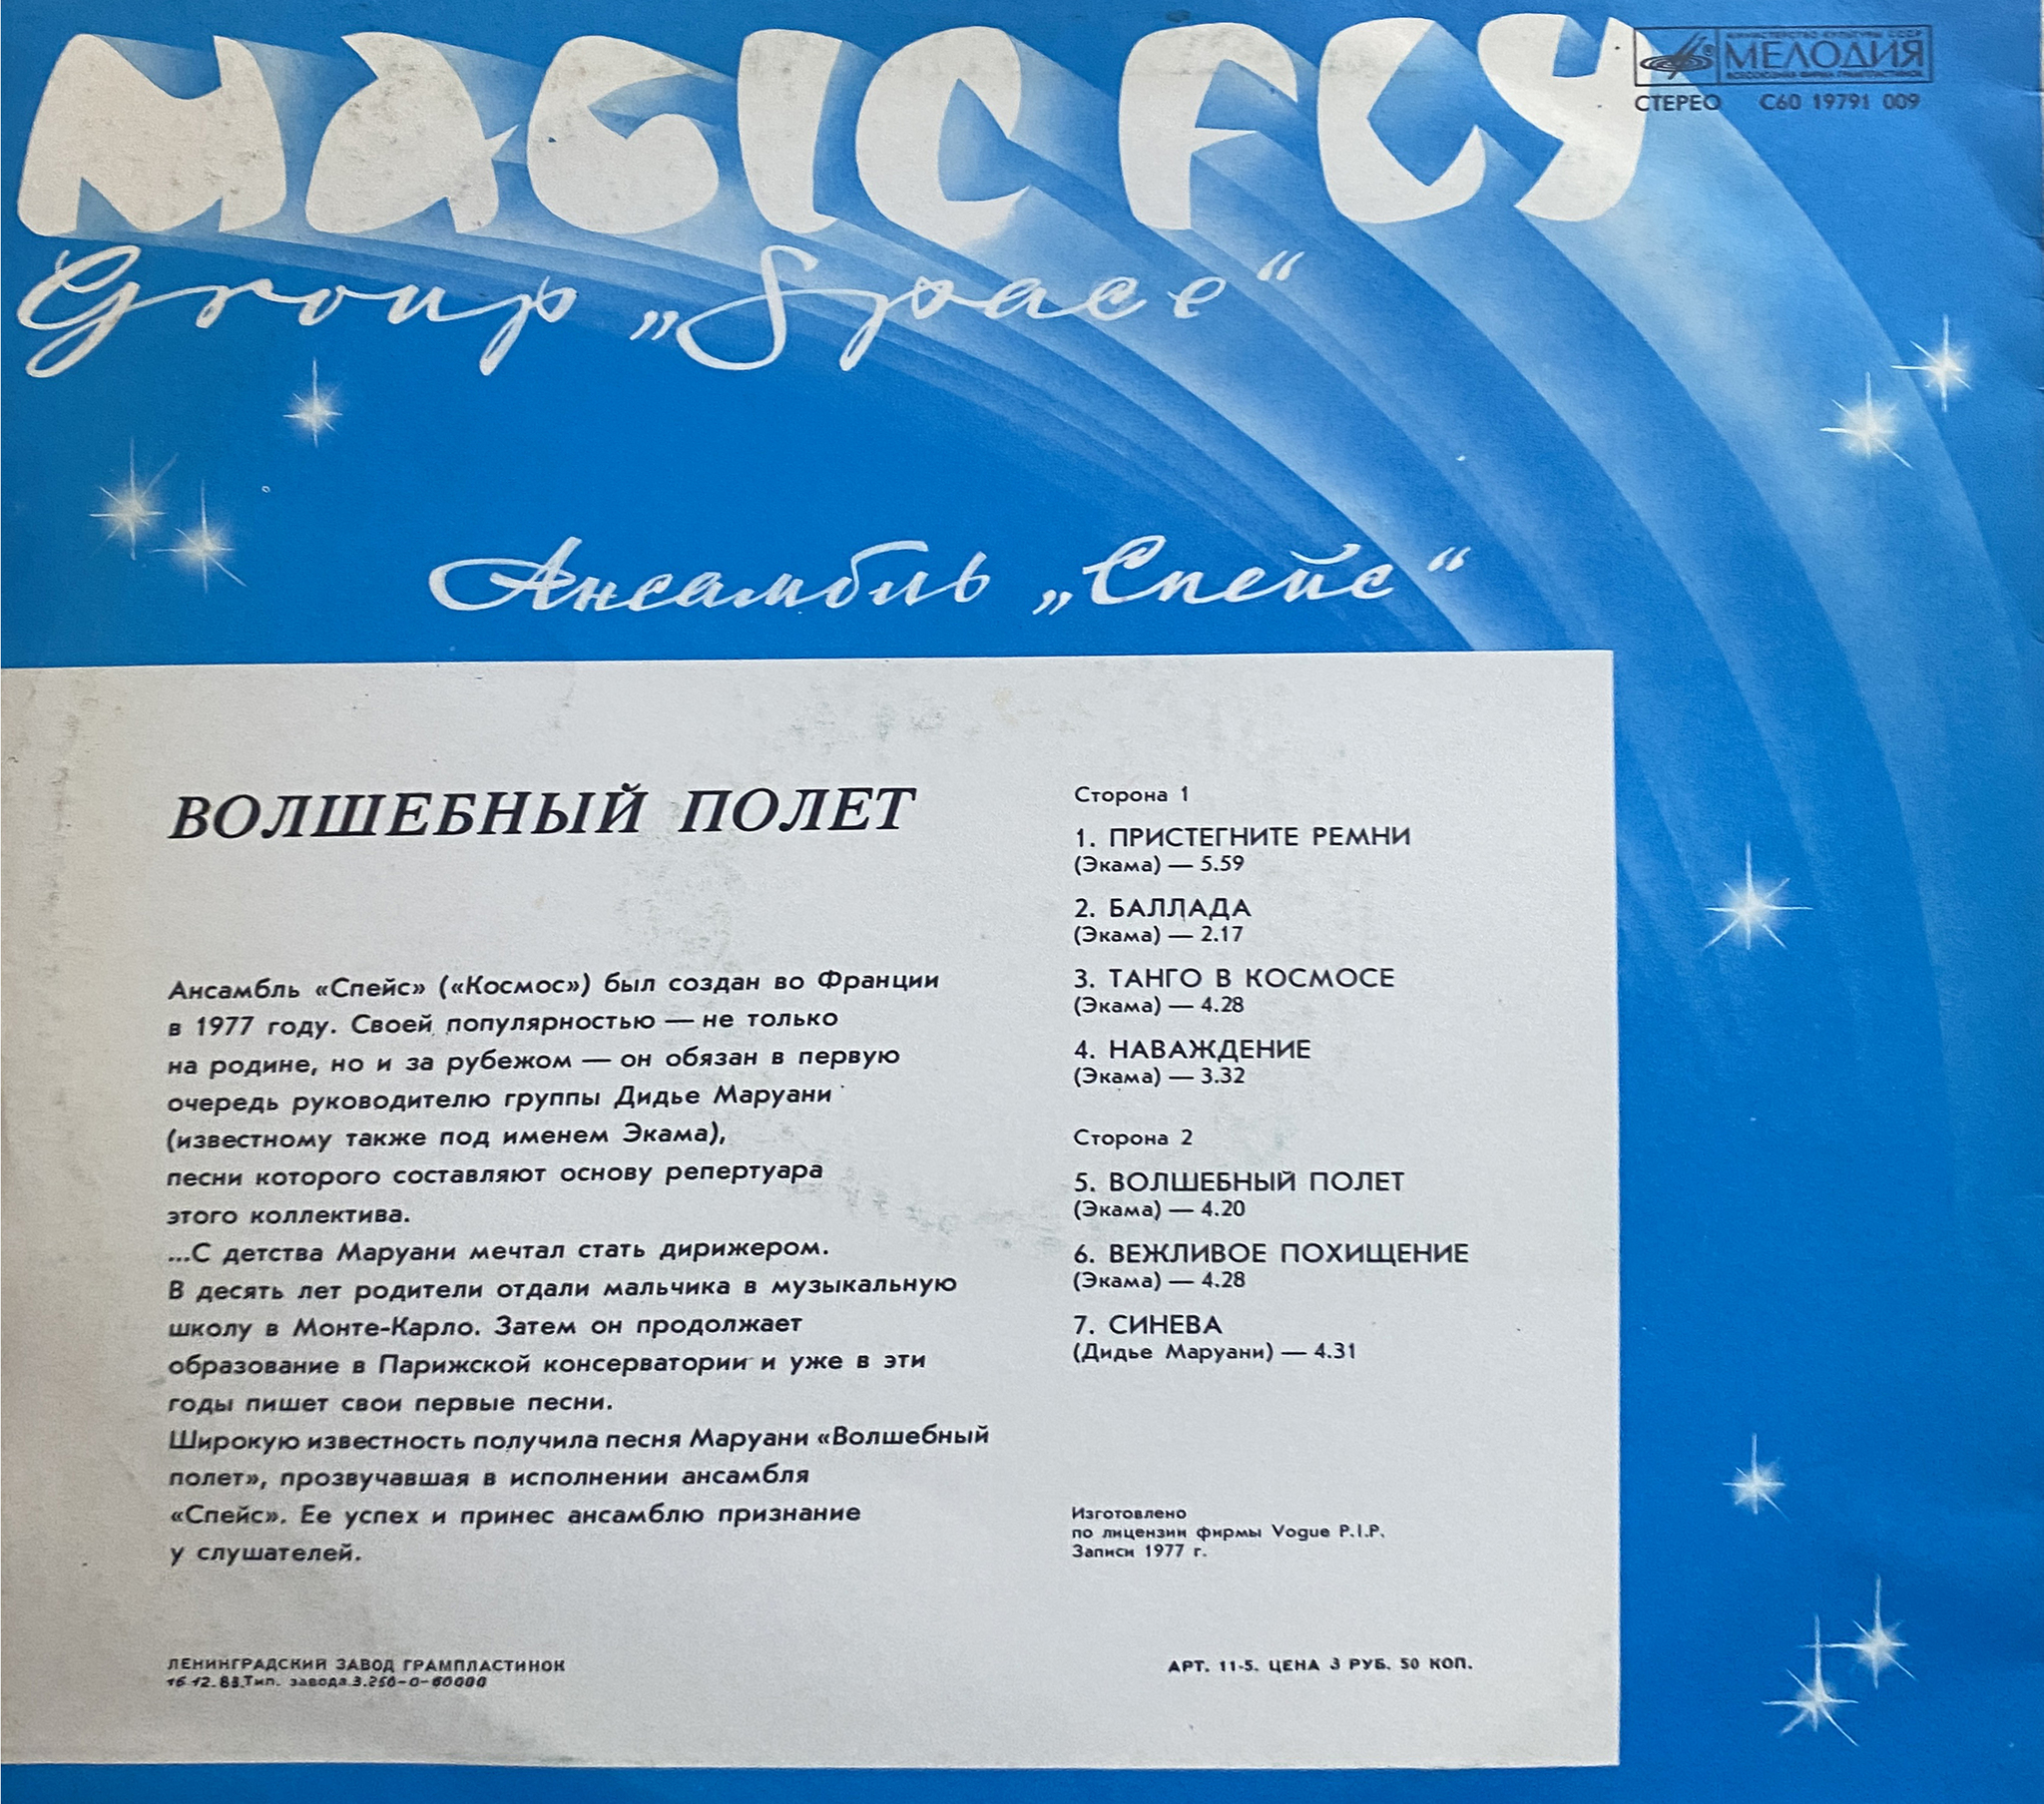 MAGIC FLY
МИНИСТЕРСТВО КУЛЬТУРЫ СССР
МЕЛОДИЯ
ВСЕСОЮЗНАЯ ФИРМА ГРАМПЛАСТИНОК
СТЕРЕО С60 19791 009
Group „Space“
Ансамбль „Спейс“
ВОЛШЕБНЫЙ ПОЛЕТ
Ансамбль «Спейс» («Космос») был создан во Франции
в 1977 году. Своей популярностью — не только
на родине, но и за рубежом — он обязан в первую
очередь руководителю группы Дидье Маруани
(известному также под именем Экама),
песни которого составляют основу репертуара
этого коллектива.
...С детства Маруани мечтал стать дирижером.
В десять лет родители отдали мальчика в музыкальную
школу в Монте-Карло. Затем он продолжает
образование в Парижской консерватории и уже в эти
годы пишет свои первые песни.
Широкую известность получила песня Маруани «Волшебный
полет», прозвучавшая в исполнении ансамбля
«Спейс». Ее успех и принес ансамблю признание
у слушателей.
Сторона 1
1. ПРИСТЕГНИТЕ РЕМНИ
(Экама) — 5.59
2. БАЛЛАДА
(Экама) — 2.17
3. ТАНГО В КОСМОСЕ
(Экама) — 4.28
4. НАВАЖДЕНИЕ
(Экама) — 3.32
Сторона 2
5. ВОЛШЕБНЫЙ ПОЛЕТ
(Экама) — 4.20
6. ВЕЖЛИВОЕ ПОХИЩЕНИЕ
(Экама) — 4.28
7. СИНЕВА
(Дидье Маруани) — 4.31
Изготовлено
по лицензии фирмы Vogue P.I.P.
Записи 1977 г.
ЛЕНИНГРАДСКИЙ ЗАВОД ГРАМПЛАСТИНОК
Тип. завода
АРТ. 11-5. ЦЕНА 3 РУБ. 50 КОП.